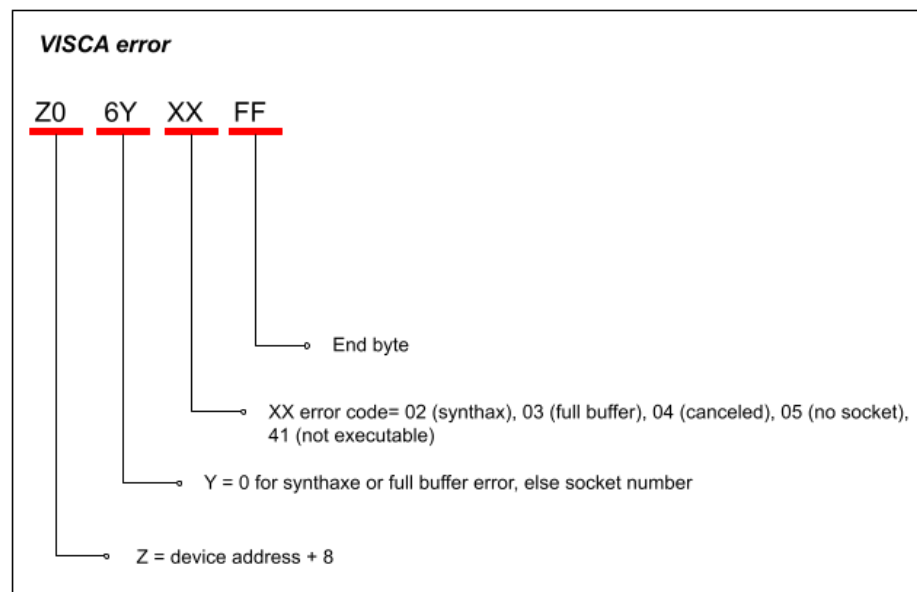 VISCA error
Z0 6Y XX FF
End byte
XX error code= 02 (synthax), 03 (full buffer), 04 (canceled), 05 (no socket),
41 (not executable)
Y = 0 for synthaxe or full buffer error, else socket number
Z = device address + 8